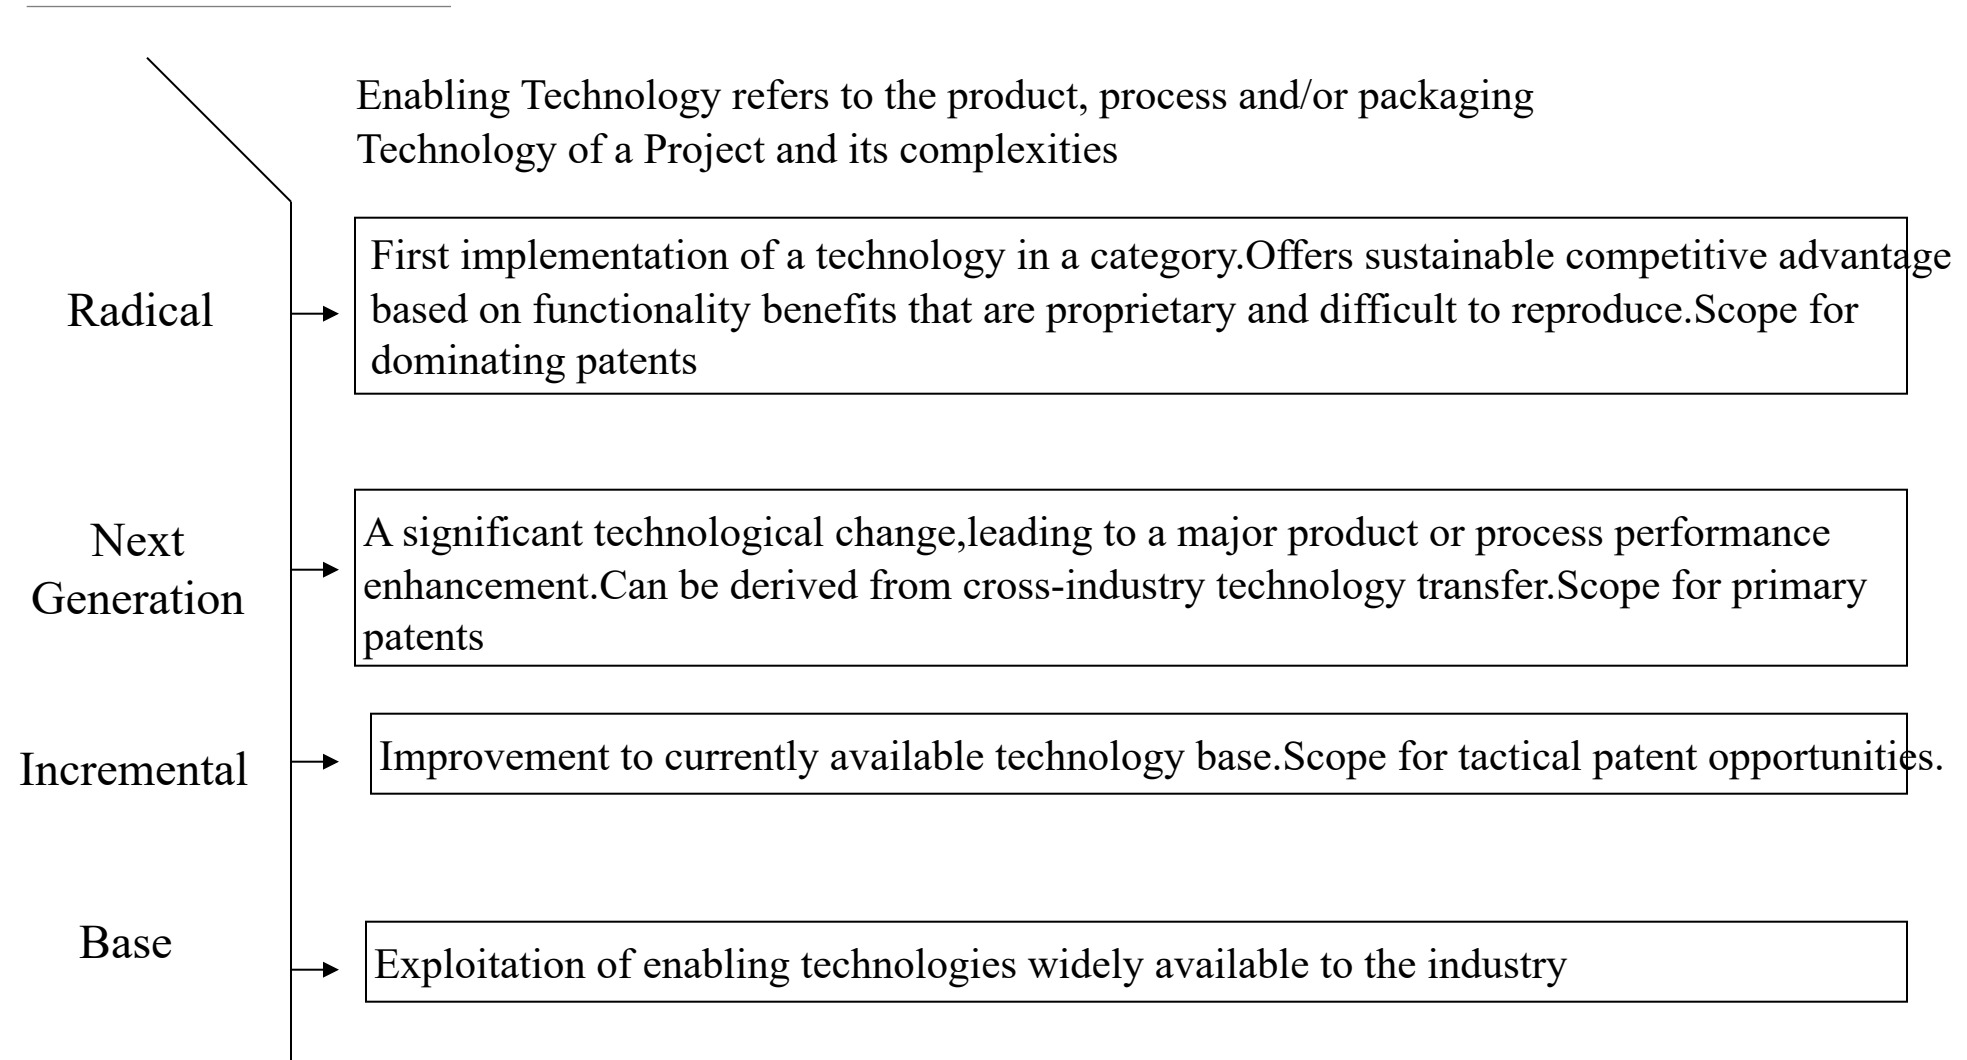 Enabling Technology refers to the product, process and/or packaging
Technology of a Project and its complexities
Radical
First implementation of a technology in a category.Offers sustainable competitive advantage
based on functionality benefits that are proprietary and difficult to reproduce.Scope for
dominating patents
Next
Generation
A significant technological change,leading to a major product or process performance
enhancement.Can be derived from cross-industry technology transfer.Scope for primary
patents
Incremental
Improvement to currently available technology base.Scope for tactical patent opportunities.
Base
Exploitation of enabling technologies widely available to the industry